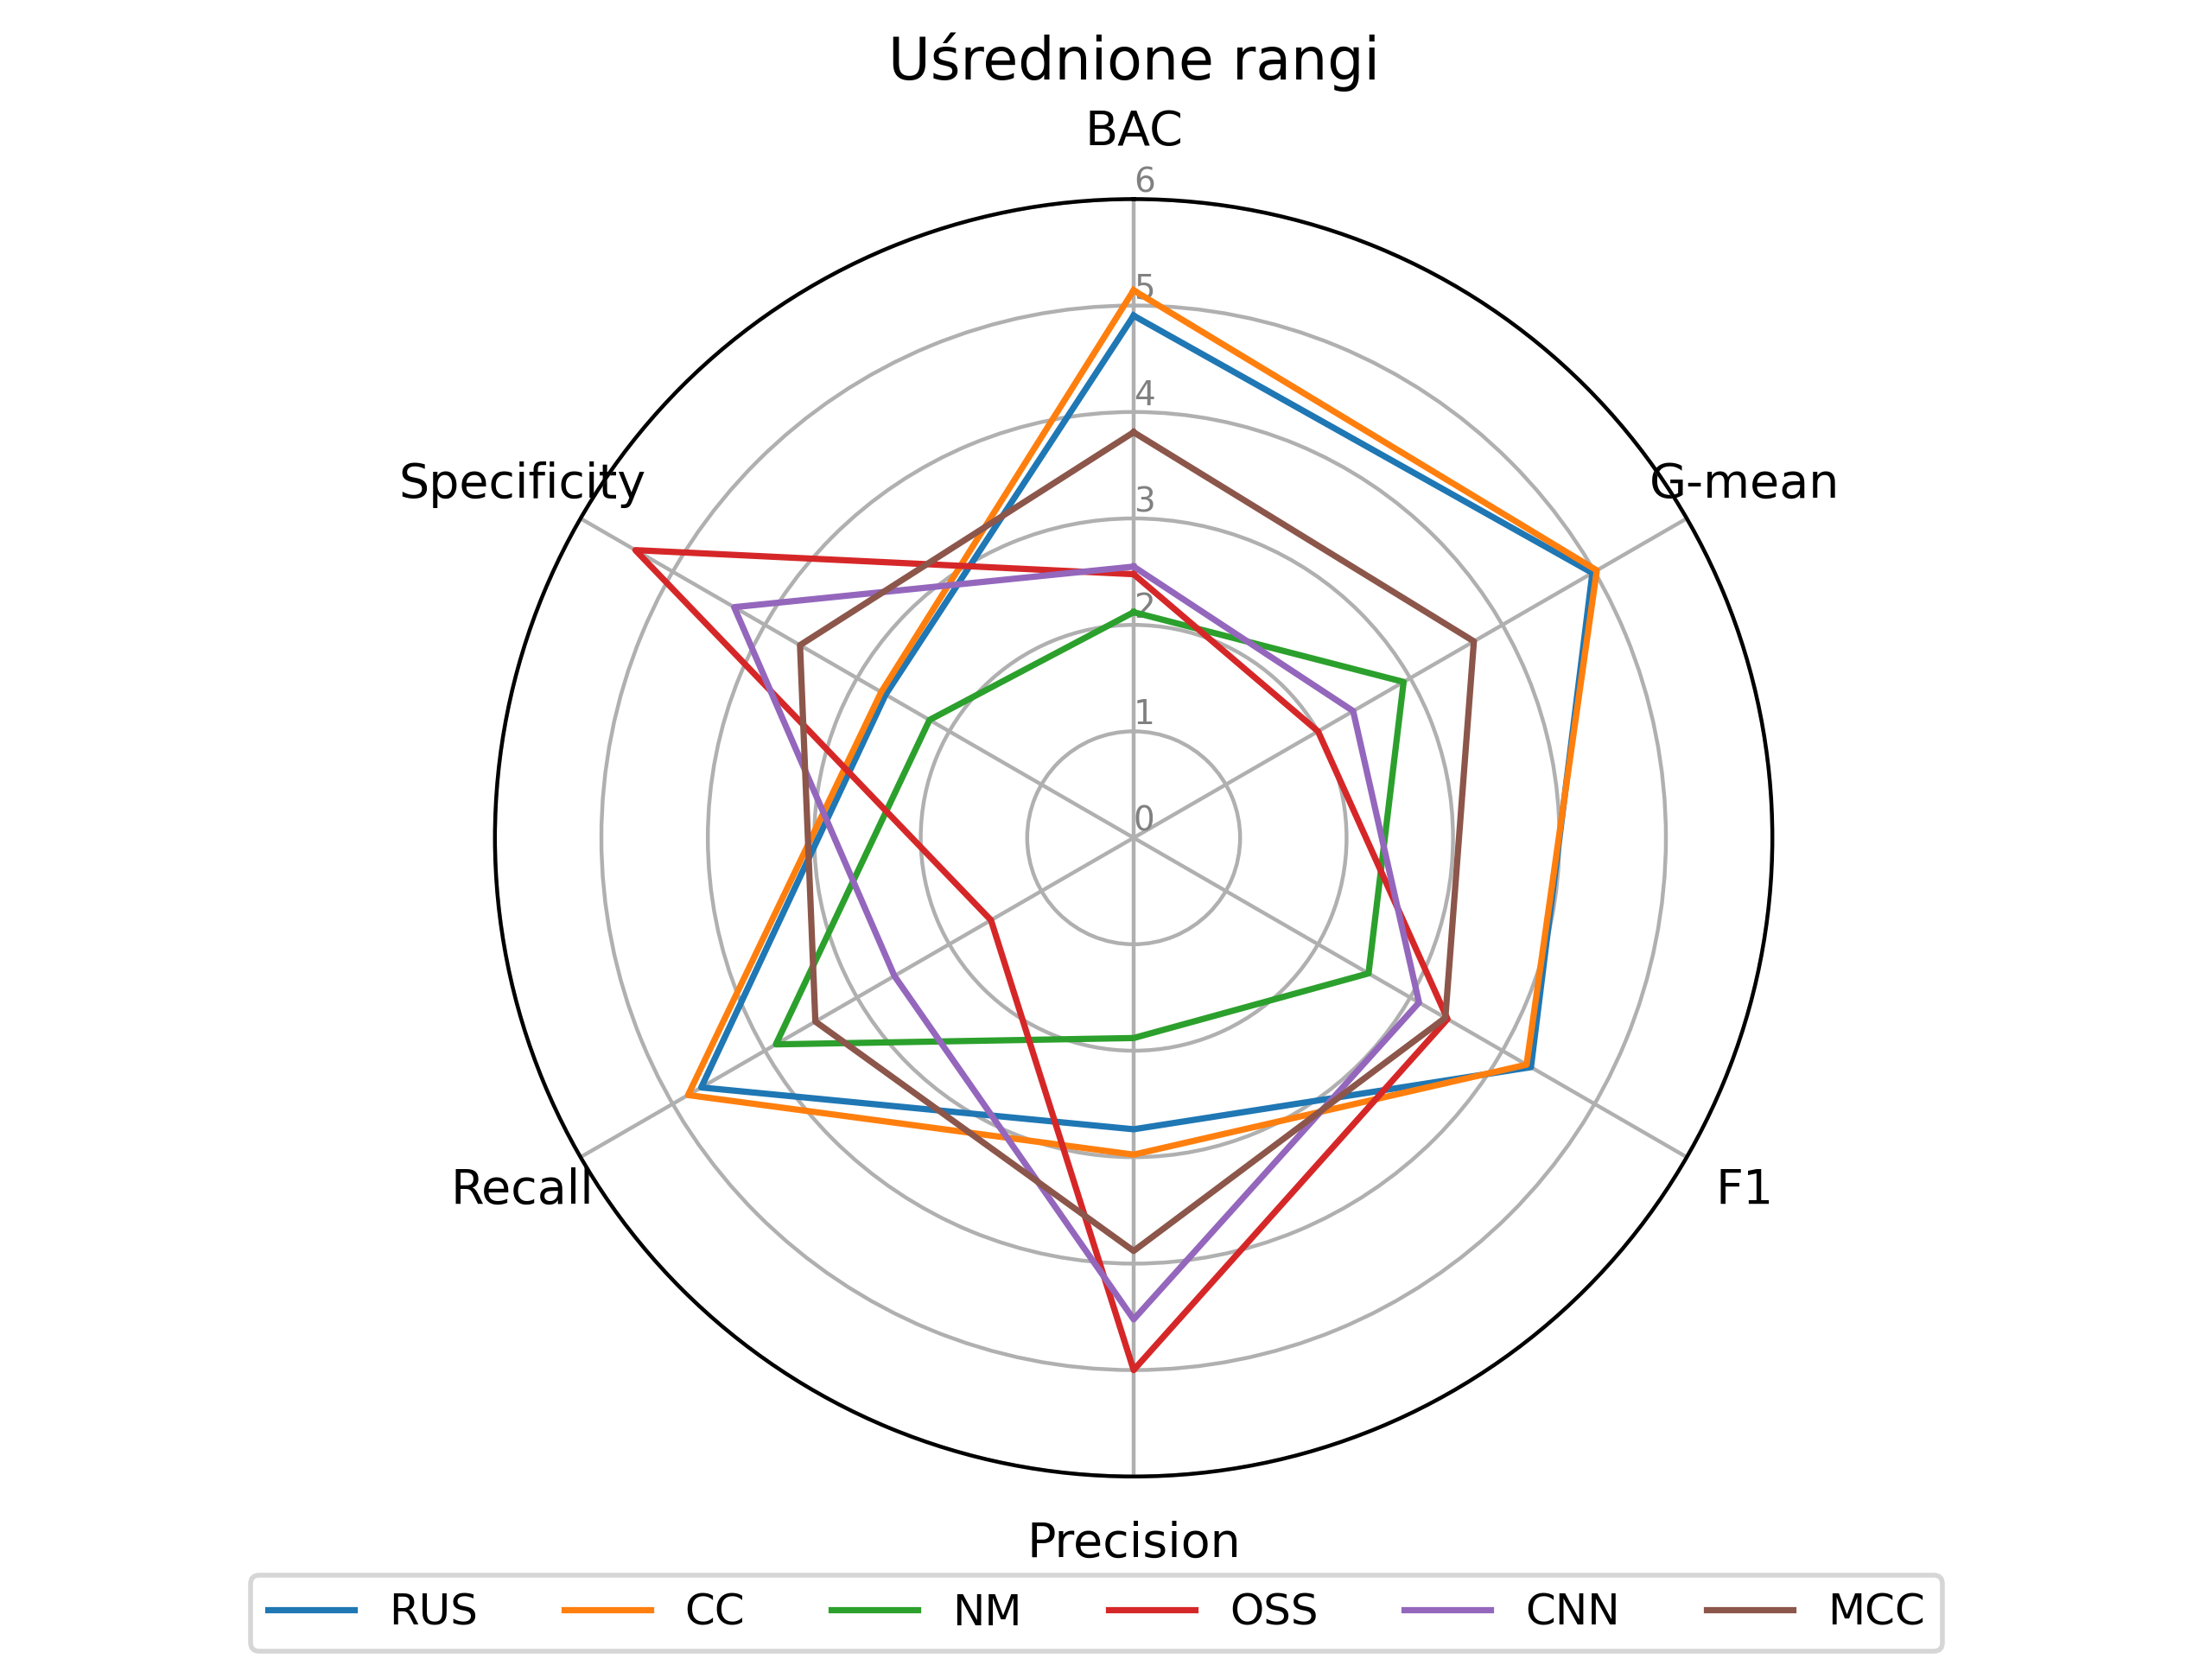 Uśrednione rangi
BAC
6
5
4
3
2
1
0
Specificity
G-mean
Recall
F1
Precision
RUS CC NM OSS CNN MCC